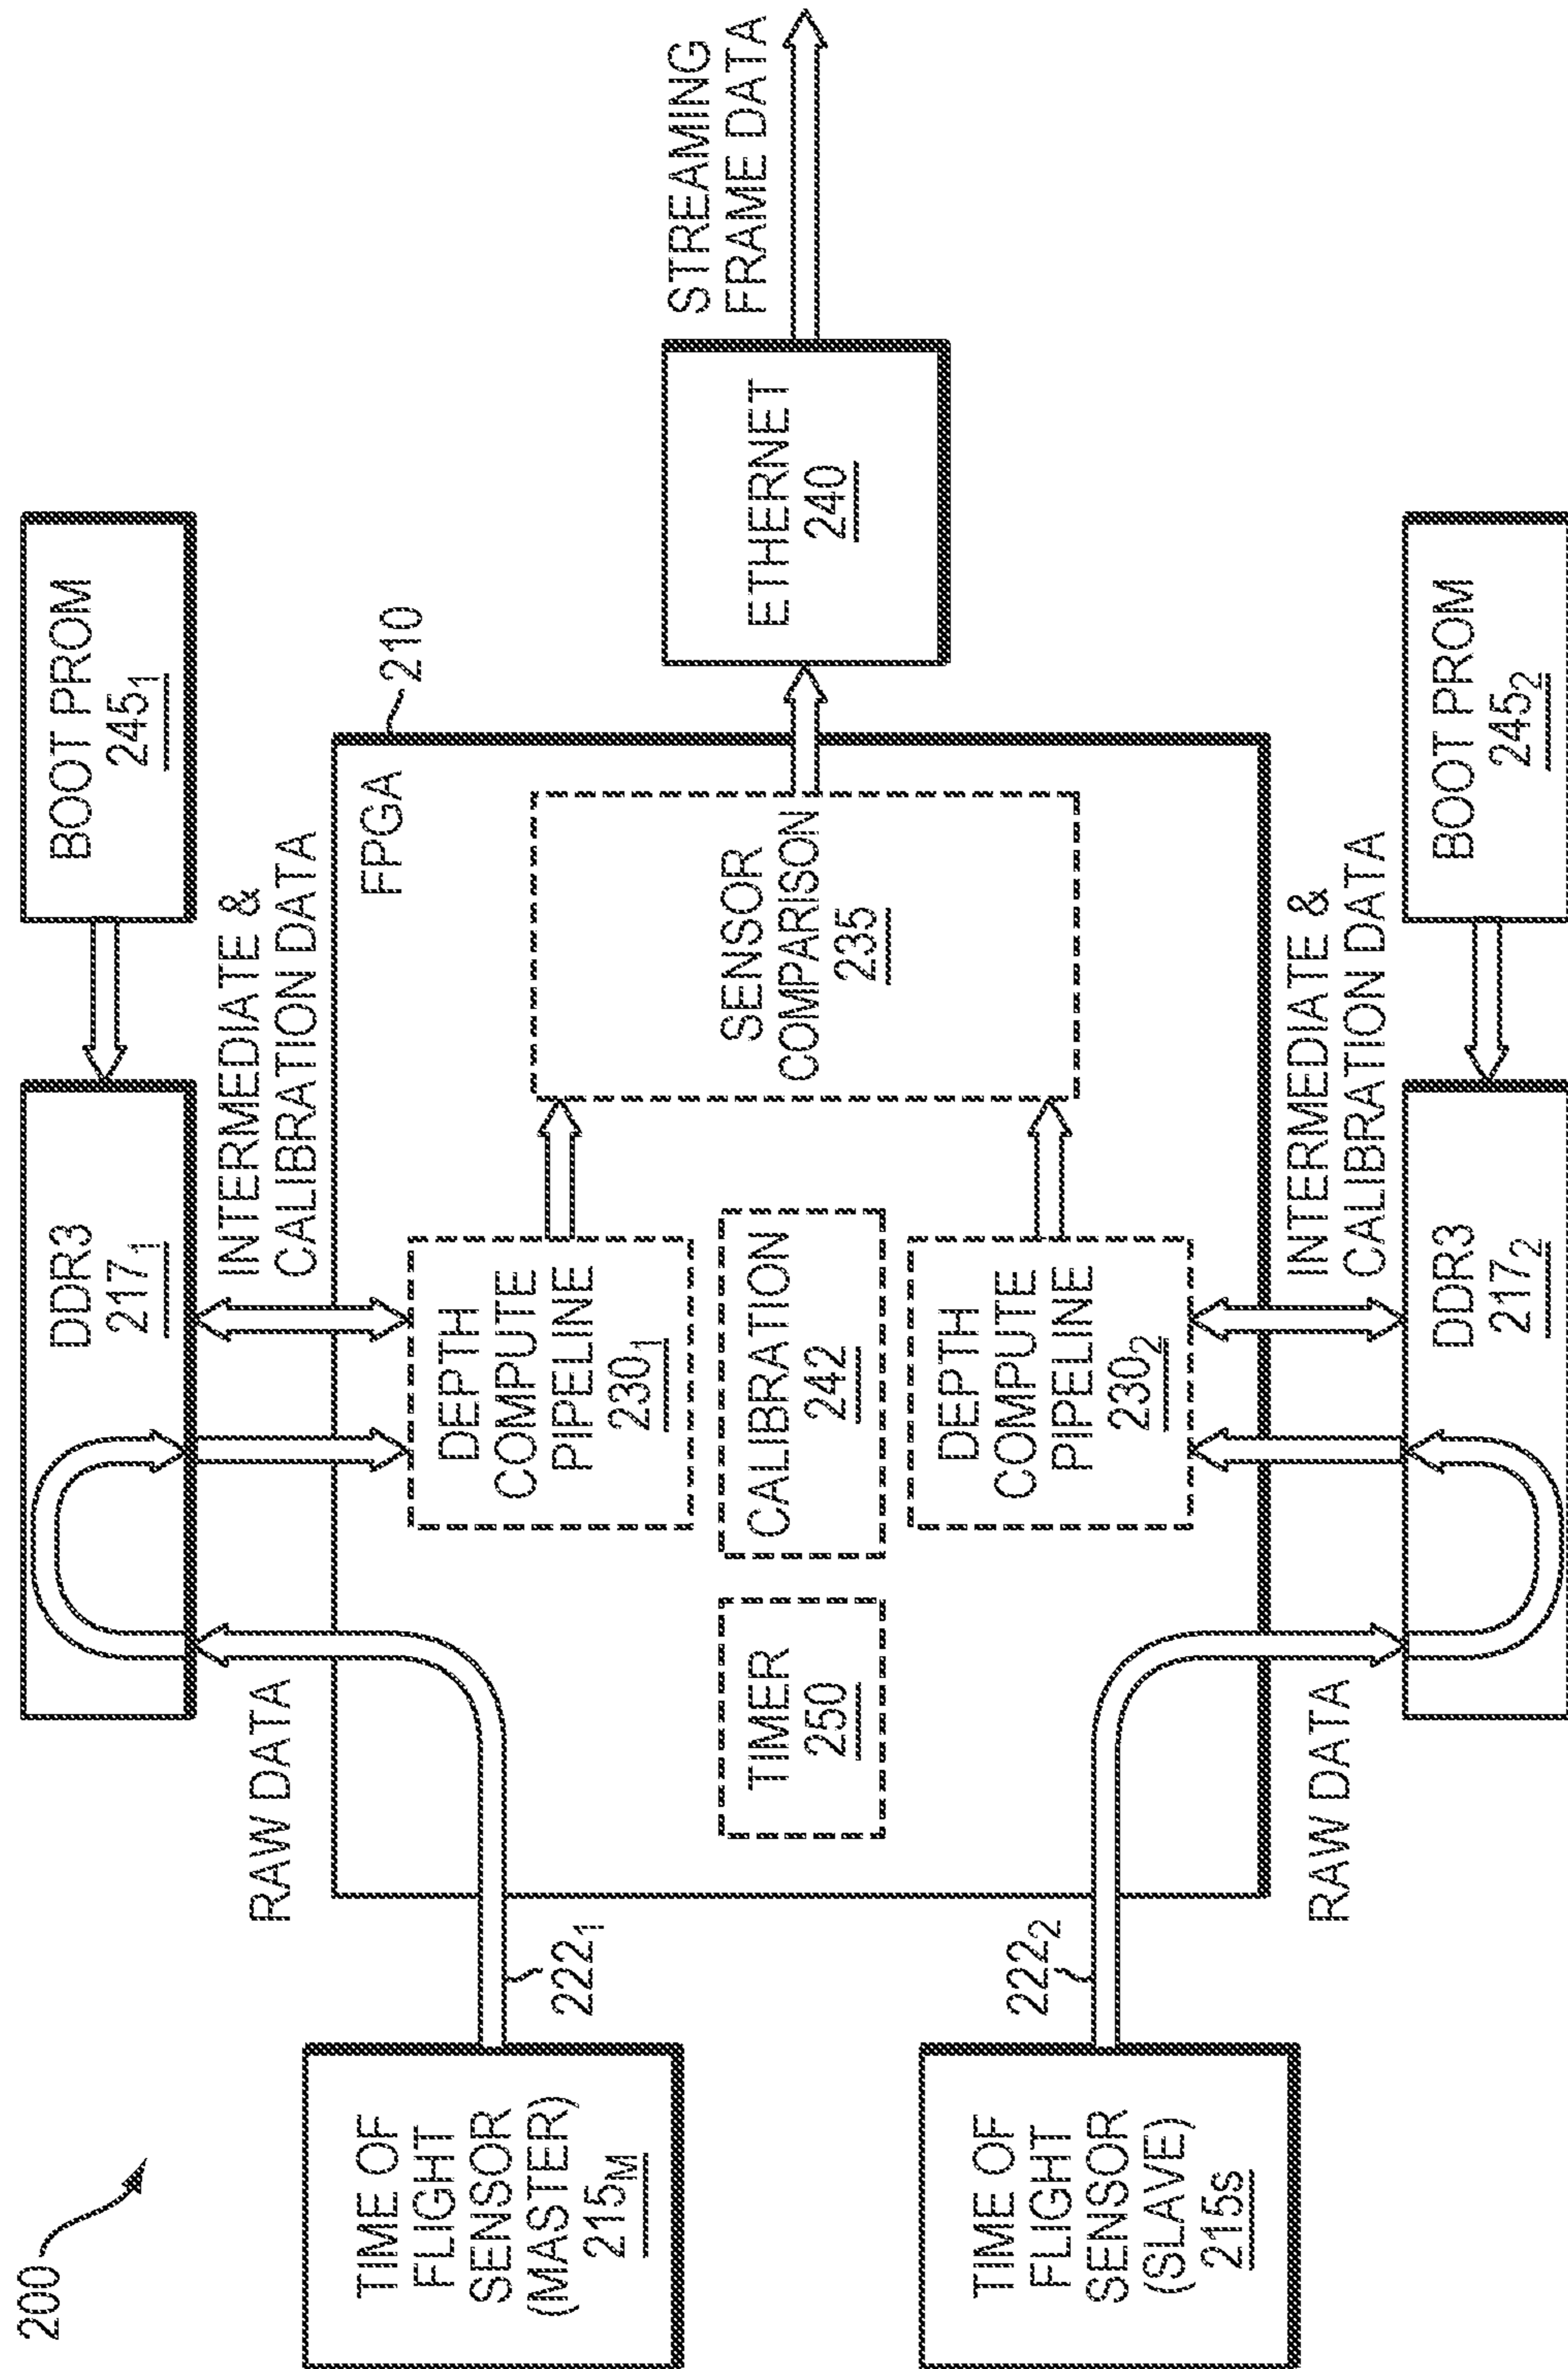 200
TIME OF
FLIGHT
SENSOR
(MASTER)
215M
TIME OF
FLIGHT
SENSOR
(SLAVE)
215S
222₁
222₂
RAW DATA
RAW DATA
DDR3
217₁
BOOT PROM
245₁
INTERMEDIATE &
CALIBRATION DATA
FPGA
210
TIMER
250
CALIBRATION
242
DEPTH
COMPUTE
PIPELINE
230₁
DEPTH
COMPUTE
PIPELINE
230₂
SENSOR
COMPARISON
235
ETHERNET
240
STREAMING
FRAME DATA
INTERMEDIATE &
CALIBRATION DATA
DDR3
217₂
BOOT PROM
245₂